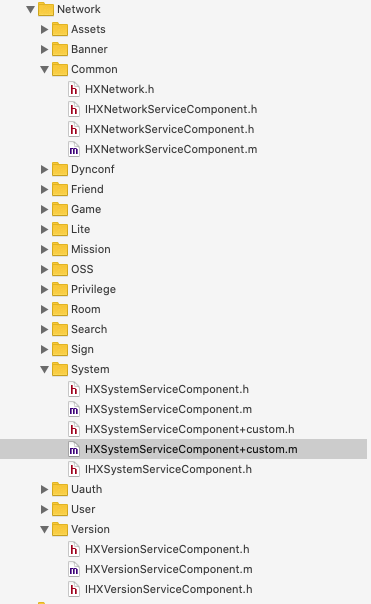 Network
Assets
Banner
Common
h HXNetwork.h
h IHXNetworkServiceComponent.h
h HXNetworkServiceComponent.h
m HXNetworkServiceComponent.m
Dynconf
Friend
Game
Lite
Mission
OSS
Privilege
Room
Search
Sign
System
h HXSystemServiceComponent.h
m HXSystemServiceComponent.m
h HXSystemServiceComponent+custom.h
m HXSystemServiceComponent+custom.m
h IHXSystemServiceComponent.h
Uauth
User
Version
h HXVersionServiceComponent.h
m HXVersionServiceComponent.m
h IHXVersionServiceComponent.h